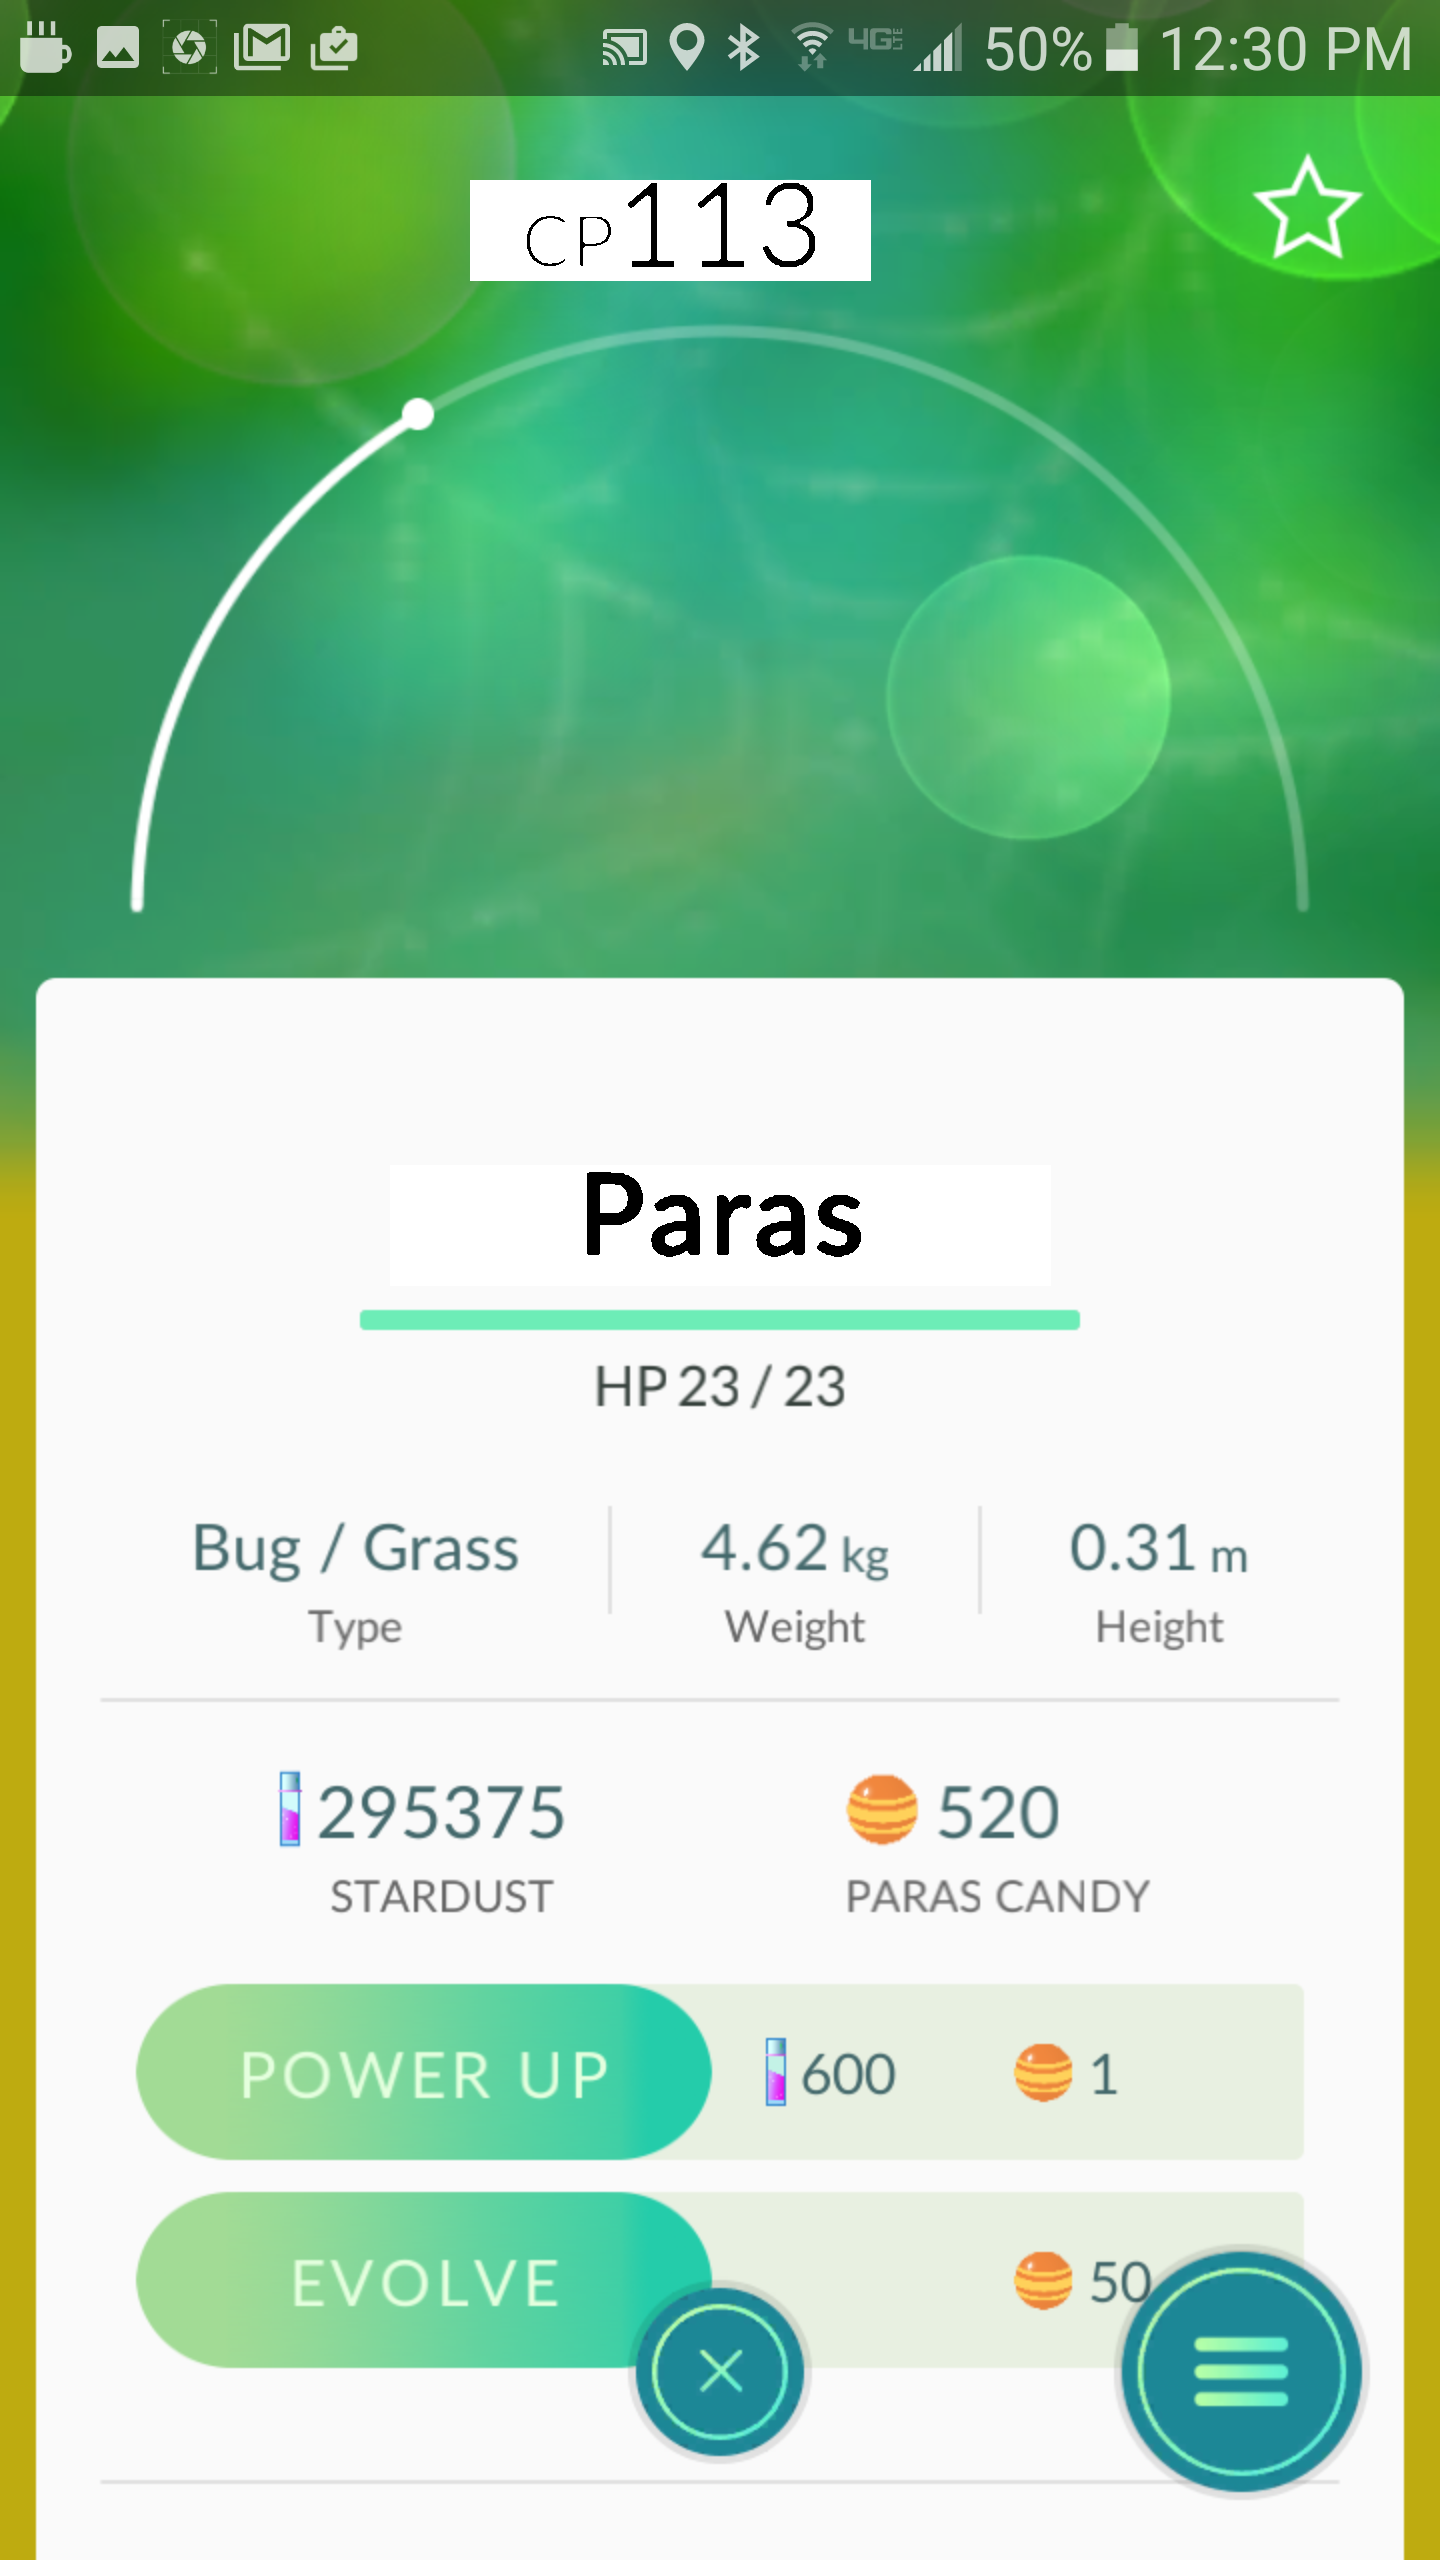 50% 12:30 PM
CP113
Paras
HP 23 / 23
Bug / Grass
Type
4.62 kg
Weight
0.31 m
Height
295375
STARDUST
520
PARAS CANDY
POWER UP 600 1
EVOLVE 50